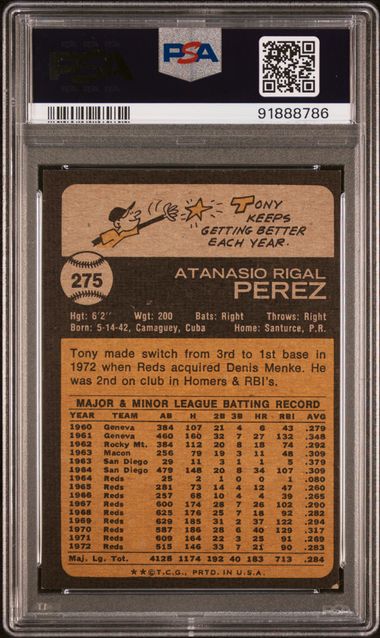 PSA
91888786
TONY
KEEPS
GETTING BETTER
EACH YEAR.
275
ATANASIO RIGAL
PEREZ
Hgt: 6'2" Wgt: 200 Bats: Right Throws: Right
Born: 5-14-42, Camaguey, Cuba Home: Santurce, P.R.
Tony made switch from 3rd to 1st base in
1972 when Reds acquired Denis Menke. He
was 2nd on club in Homers & RBI's.
MAJOR & MINOR LEAGUE BATTING RECORD
YEAR TEAM AB H 2B 3B HR RBI AVG.
1960 Geneva 384 107 21 4 6 43 .279
1961 Geneva 460 160 32 7 27 132 .348
1962 Rocky Mt. 384 112 20 8 18 74 .292
1963 Macon 256 79 19 3 11 48 .309
1963 San Diego 29 11 3 1 1 5 .379
1964 San Diego 479 148 20 8 34 107 .309
1964 Reds 25 2 1 0 0 1 .080
1965 Reds 281 73 14 4 12 47 .260
1966 Reds 257 68 10 4 4 39 .265
1967 Reds 600 174 28 7 26 102 .290
1968 Reds 625 176 25 7 18 92 .282
1969 Reds 629 185 31 2 37 122 .294
1970 Reds 587 186 28 6 40 129 .317
1971 Reds 609 164 22 3 25 91 .269
1972 Reds 515 146 33 7 21 90 .283
Maj. Lg. Tot. 4128 1174 192 40 183 713 .284
★★©T.C.G., PRTD. IN U.S.A.